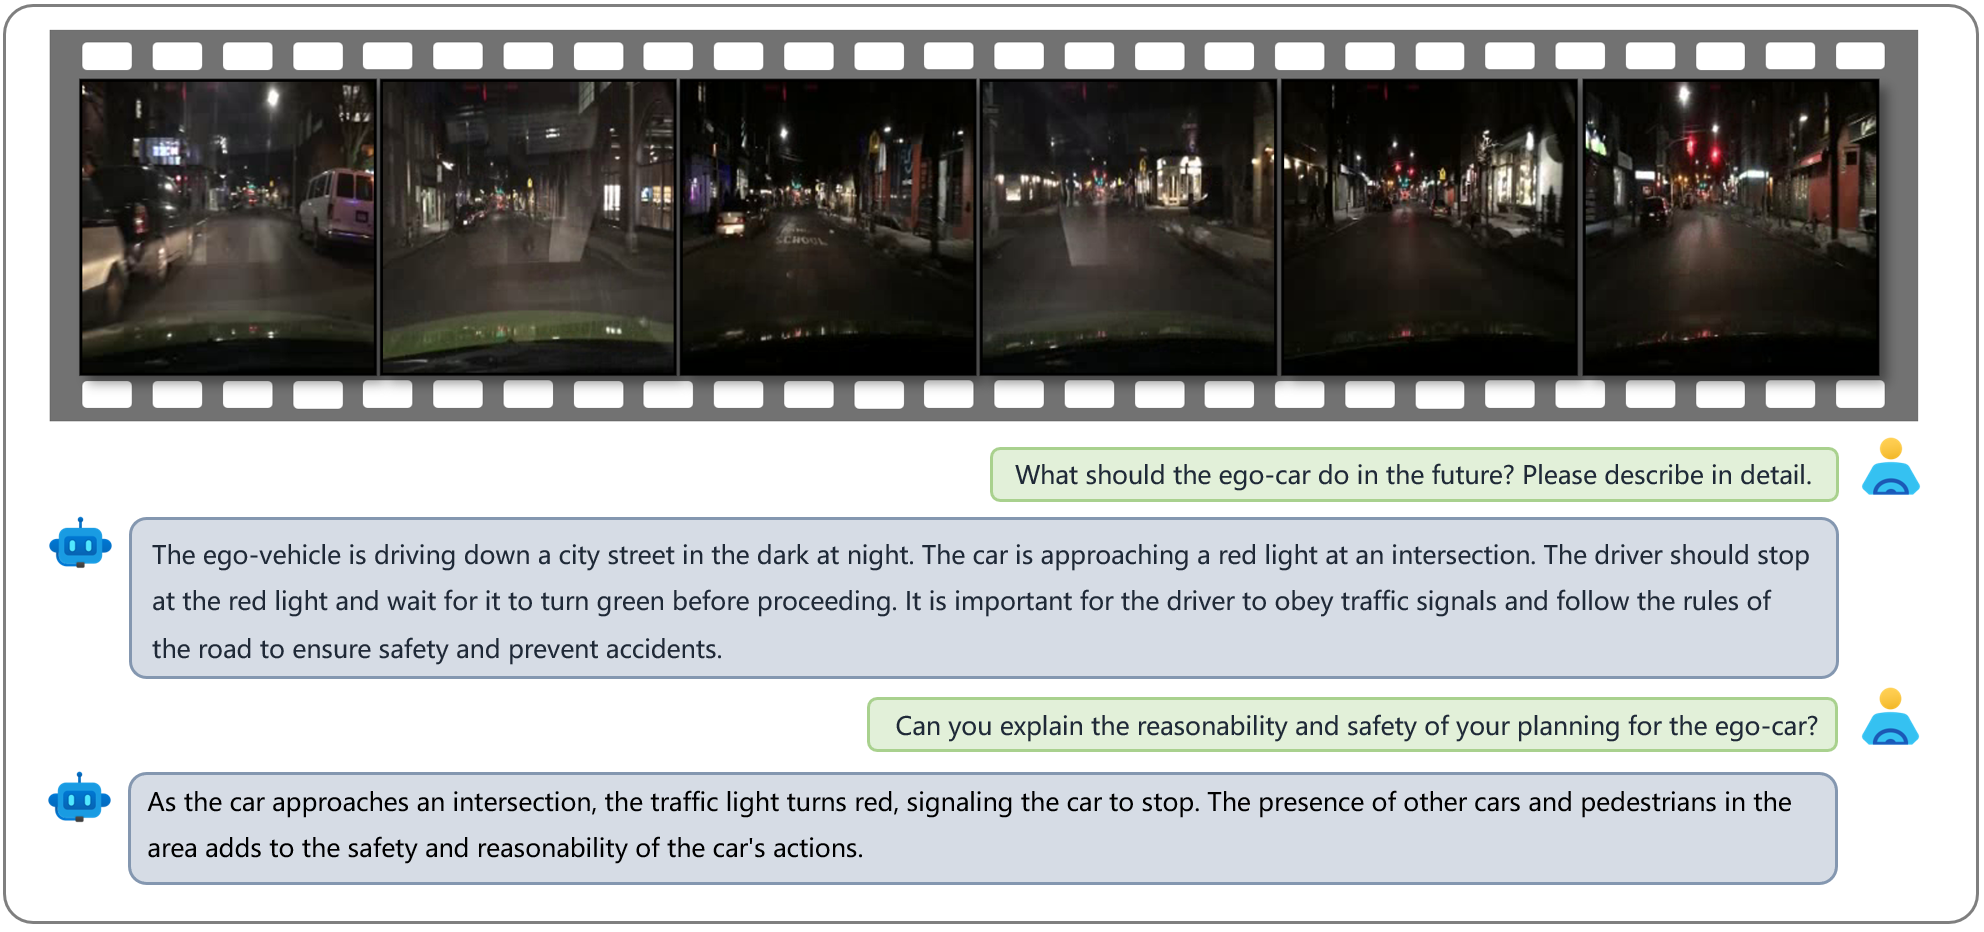 SCHOOL
What should the ego-car do in the future? Please describe in detail.
The ego-vehicle is driving down a city street in the dark at night. The car is approaching a red light at an intersection. The driver should stop
at the red light and wait for it to turn green before proceeding. It is important for the driver to obey traffic signals and follow the rules of
the road to ensure safety and prevent accidents.
Can you explain the reasonability and safety of your planning for the ego-car?
As the car approaches an intersection, the traffic light turns red, signaling the car to stop. The presence of other cars and pedestrians in the
area adds to the safety and reasonability of the car's actions.